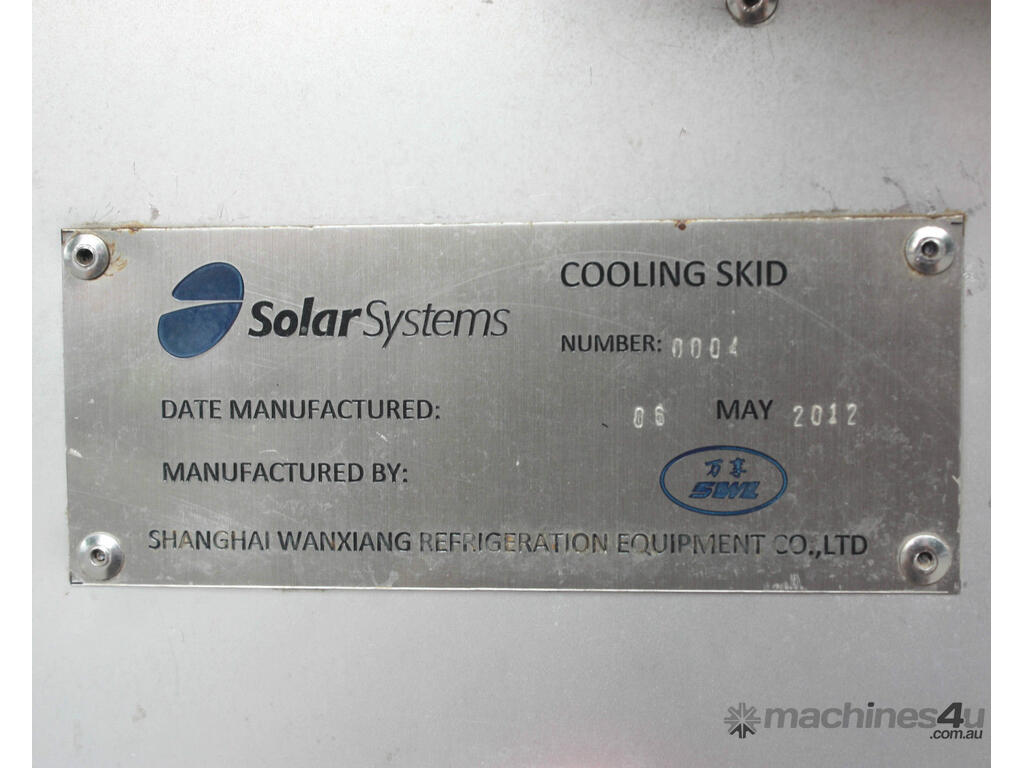 SolarSystems
COOLING SKID
NUMBER: 0004
DATE MANUFACTURED: 06 MAY 2012
MANUFACTURED BY:
万享
SWL
SHANGHAI WANXIANG REFRIGERATION EQUIPMENT CO.,LTD
machines4u
.com.au